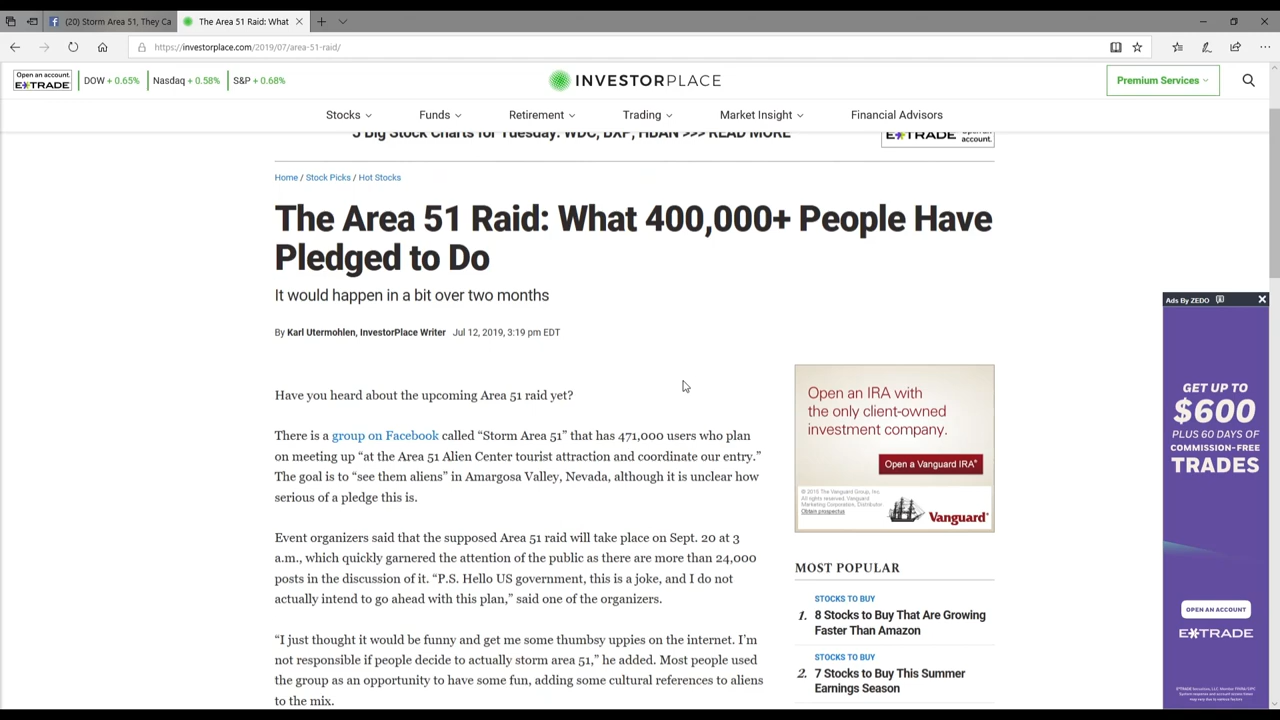 (20) Storm Area 51, They Ca
The Area 51 Raid: What
https://investorplace.com/2019/07/area-51-raid/
Open an account.
E*TRADE
DOW + 0.65%
Nasdaq + 0.58%
S&P + 0.68%
INVESTORPLACE
Premium Services
Stocks
Funds
Retirement
Trading
Market Insight
Financial Advisors
5 Big Stock Charts for Tuesday: WDC, BXP, HBAN >>> READ MORE
E*TRADE
account.
Home / Stock Picks / Hot Stocks
The Area 51 Raid: What 400,000+ People Have
Pledged to Do
It would happen in a bit over two months
By Karl Utermohlen, InvestorPlace Writer Jul 12, 2019, 3:19 pm EDT
Have you heard about the upcoming Area 51 raid yet?
There is a group on Facebook called “Storm Area 51” that has 471,000 users who plan
on meeting up “at the Area 51 Alien Center tourist attraction and coordinate our entry.”
The goal is to “see them aliens” in Amargosa Valley, Nevada, although it is unclear how
serious of a pledge this is.
Event organizers said that the supposed Area 51 raid will take place on Sept. 20 at 3
a.m., which quickly garnered the attention of the public as there are more than 24,000
posts in the discussion of it. “P.S. Hello US government, this is a joke, and I do not
actually intend to go ahead with this plan,” said one of the organizers.
“I just thought it would be funny and get me some thumbsy uppies on the internet. I’m
not responsible if people decide to actually storm area 51,” he added. Most people used
the group as an opportunity to have some fun, adding some cultural references to aliens
to the mix.
Open an IRA with
the only client-owned
investment company.
Open a Vanguard IRA®
© 2015 The Vanguard Group, Inc.
All rights reserved. Vanguard
Marketing Corporation, Distributor.
Obtain prospectus
Vanguard®
MOST POPULAR
STOCKS TO BUY
1. 8 Stocks to Buy That Are Growing
Faster Than Amazon
STOCKS TO BUY
2. 7 Stocks to Buy This Summer
Earnings Season
Ads By ZEDO
GET UP TO
$600
PLUS 60 DAYS OF
COMMISSION-FREE
TRADES
OPEN AN ACCOUNT
E*TRADE